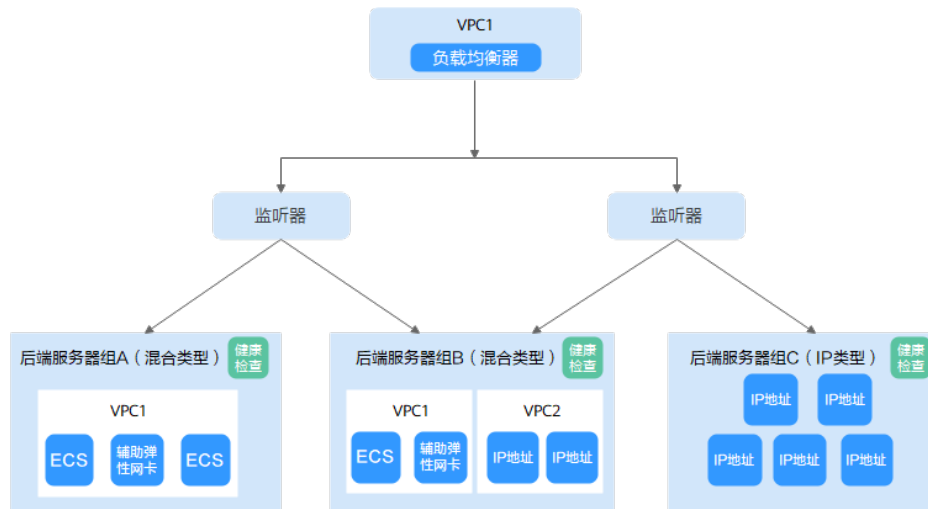 VPC1
负载均衡器
监听器
监听器
后端服务器组A（混合类型）
健康
检查
VPC1
ECS
辅助弹
性网卡
ECS
后端服务器组B（混合类型）
健康
检查
VPC1
ECS
辅助弹
性网卡
VPC2
IP地址
IP地址
后端服务器组C（IP类型）
健康
检查
IP地址
IP地址
IP地址
IP地址
IP地址